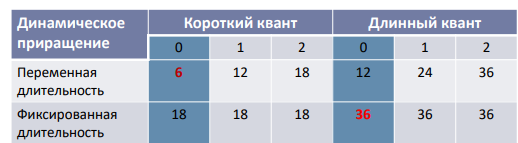 Динамическое приращение Короткий квант Длинный квант
0 1 2 0 1 2
Переменная длительность 6 12 18 12 24 36
Фиксированная длительность 18 18 18 36 36 36